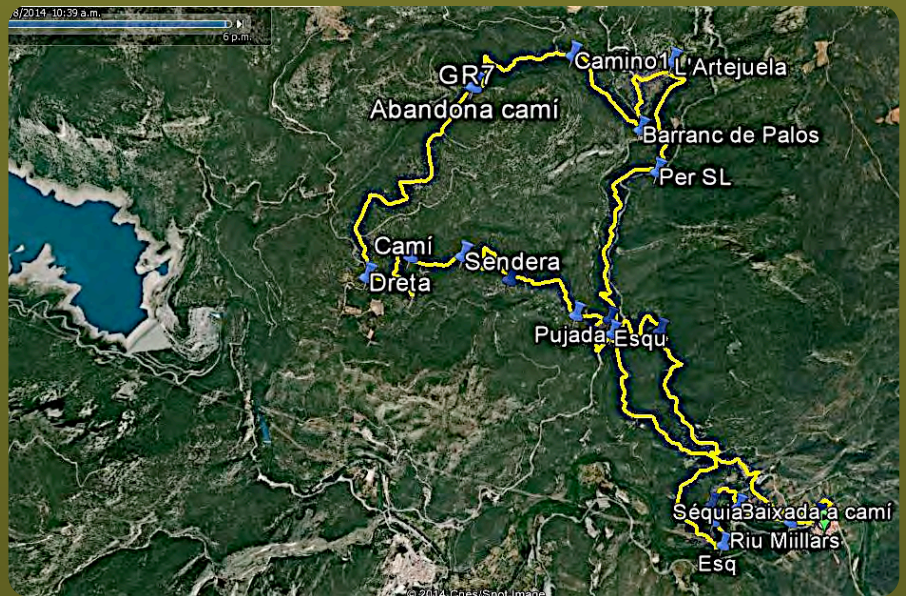 8/2014 10:39 a.m.
6 p.m.
Camino1
L'Artejuela
GR7
Abandona camí
Barranc de Palos
Per SL
Camí
Sendera
Dreta
Pujada
Esqu
Séquia
Baixada a camí
Riu Miillars
Esq
© 2014 Cnes/Spot Image